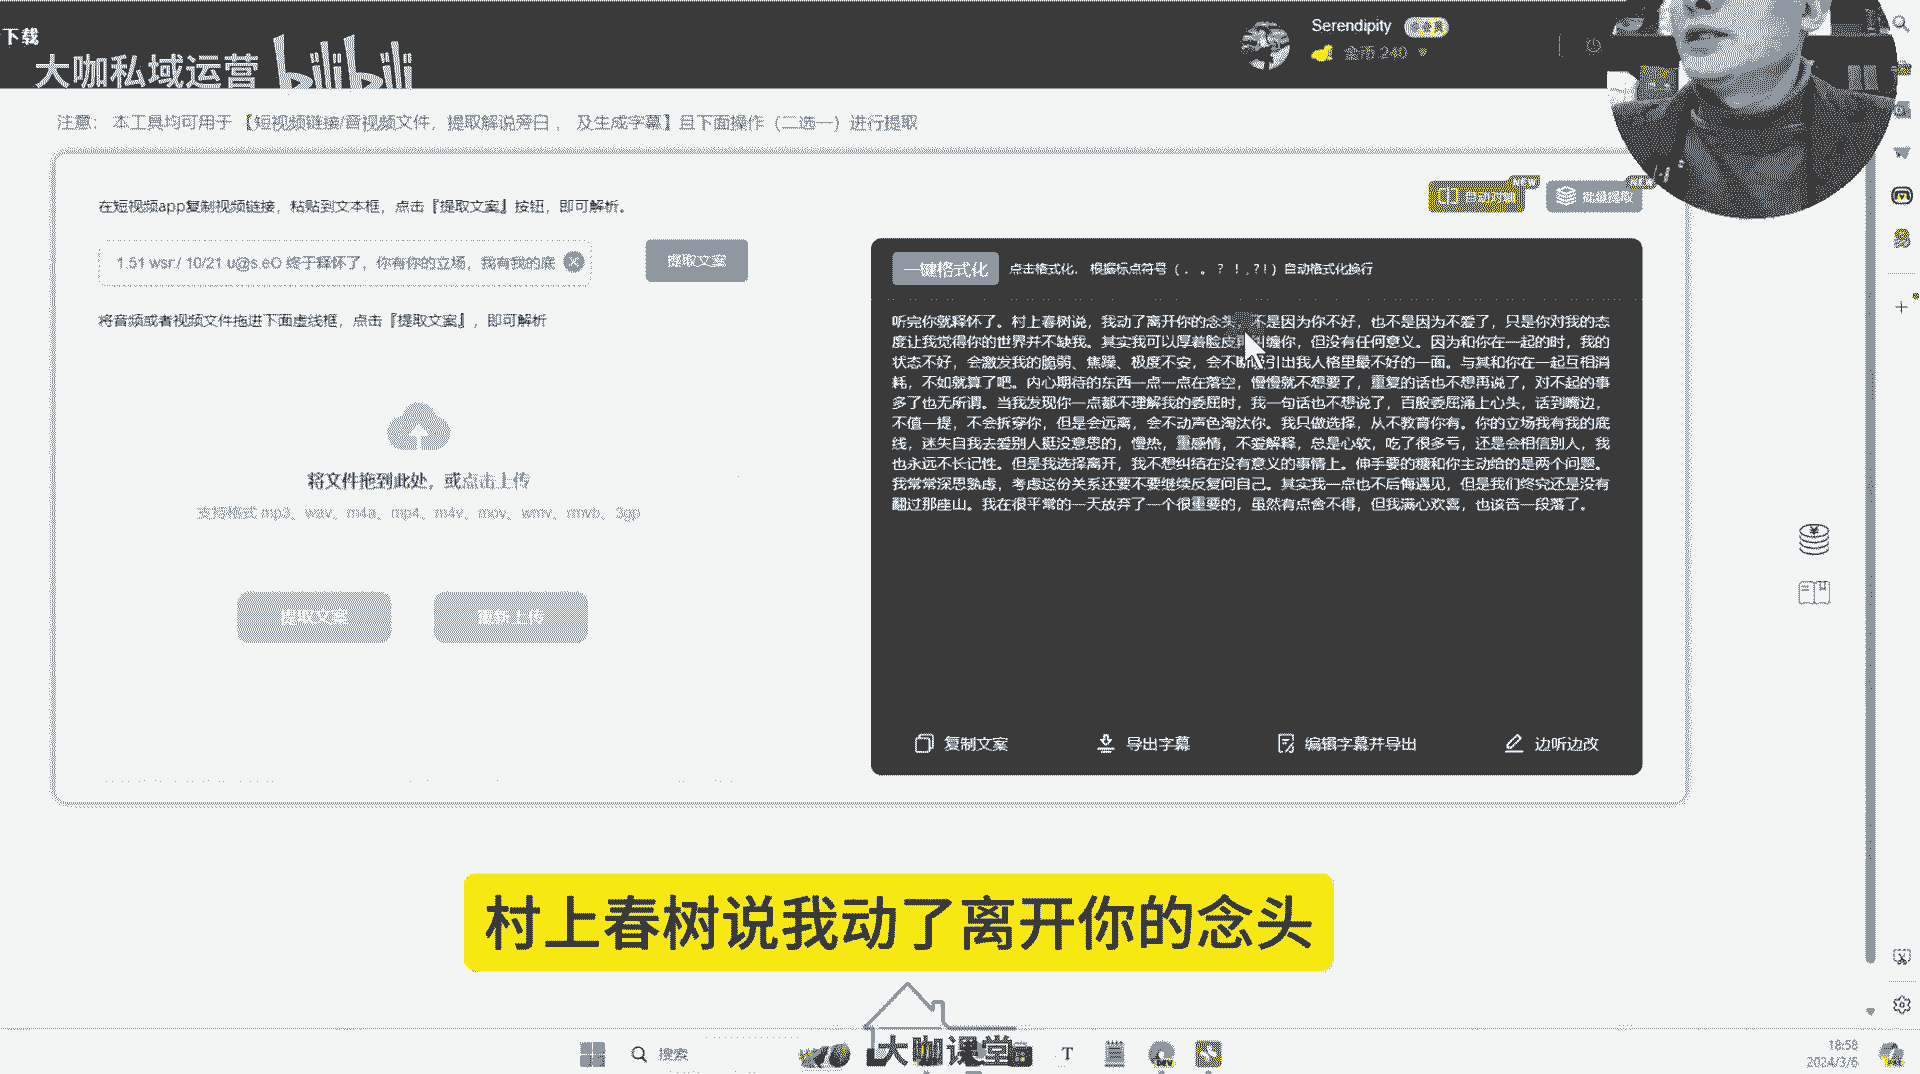 下载
大咖私域运营 bilibili
Serendipity
金币 240
注意： 本工具均可用于 【短视频链接/音视频文件，提取解说旁白 ， 及生成字幕】且下面操作（二选一）进行提取
在短视频app复制视频链接，粘贴到文本框，点击『提取文案』按钮，即可解析。
NEW
NEW
批量提取
1.51 wsr:/ 10/21 u@s.eO 终于释怀了，你有你的立场，我有我的底
提取文案
一键格式化 点击格式化， 根据标点符号（ . 。 ? ! , ? ! ）自动格式化换行
将音频或者视频文件拖进下面虚线框，点击『提取文案』，即可解析
听完你就释怀了。村上春树说，我动了离开你的念头 不是因为你不好，也不是因为不爱了，只是你对我的态
度让我觉得你的世界并不缺我。其实我可以厚着脸皮再纠缠你，但没有任何意义。因为和你在一起的时，我的
状态不好，会激发我的脆弱、焦躁、极度不安，会不断吸引出我人格里最不好的一面。与其和你在一起互相消
耗，不如就算了吧。内心期待的东西一点一点在落空，慢慢就不想要了，重复的话也不想再说了，对不起的事
多了也无所谓。当我发现你一点都不理解我的委屈时，我一句话也不想说了，百般委屈涌上心头，话到嘴边，
不值一提，不会拆穿你，但是会远离，会不动声色淘汰你。我只做选择，从不教育你有。你的立场我有我的底
线，迷失自我去爱别人挺没意思的，慢热，重感情，不爱解释，总是心软，吃了很多亏，还是会相信别人，我
也永远不长记性。但是我选择离开，我不想纠结在没有意义的事情上。伸手要的糖和你主动给的是两个问题。
我常常深思熟虑，考虑这份关系还要不要继续反复问自己。其实我一点也不后悔遇见，但是我们终究还是没有
翻过那座山。我在很平常的一天放弃了一个很重要的，虽然有点舍不得，但我满心欢喜，也该告一段落了。
将文件拖到此处，或点击上传
支持格式 mp3、wav、m4a、mp4、m4v、mov、wmv、rmvb、3gp
提取文案
重新上传
复制文案
导出字幕
编辑字幕并导出
边听边改
村上春树说我动了离开你的念头
搜索
大咖课堂
18:58
2024/3/6